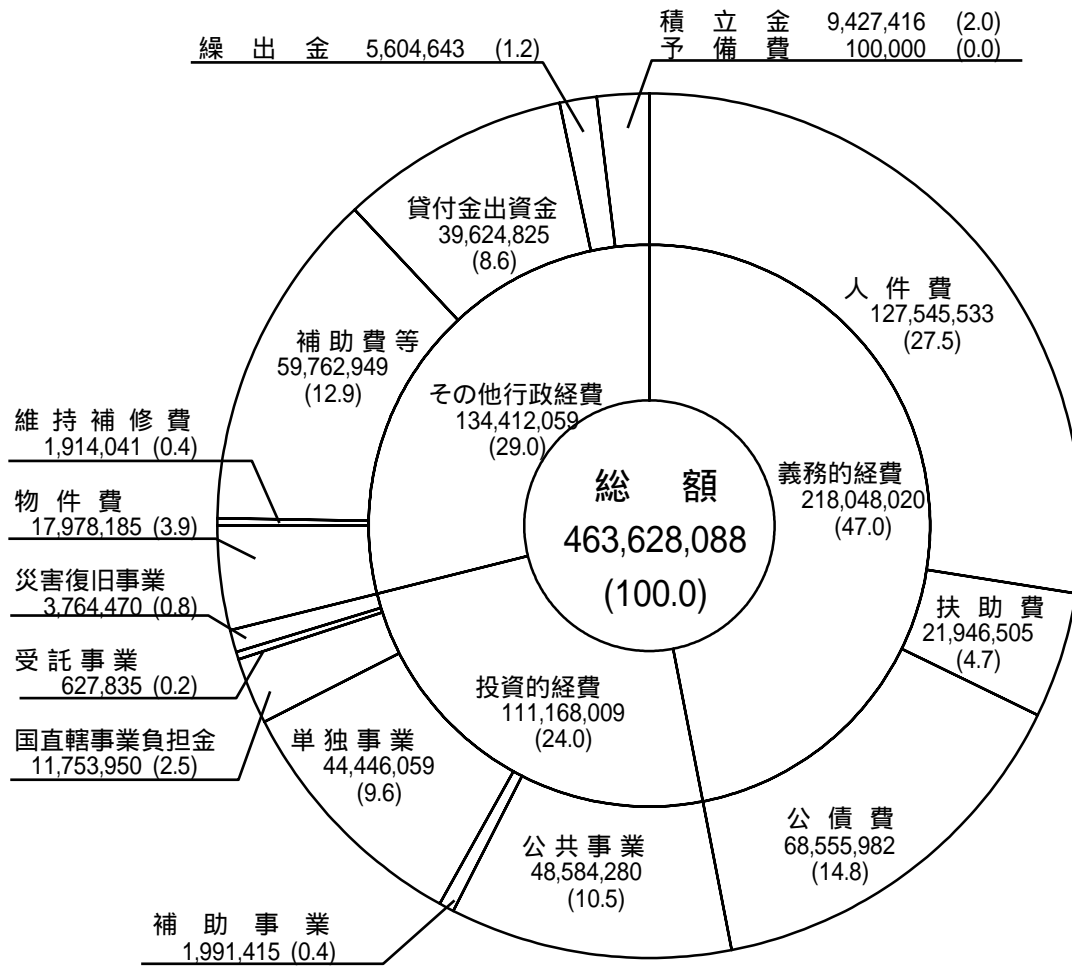 繰出金 5,604,643 (1.2)
積立金 9,427,416 (2.0)
予備費 100,000 (0.0)
貸付金出資金
39,624,825
(8.6)
人件費
127,545,533
(27.5)
補助費等
59,762,949
(12.9)
その他行政経費
134,412,059
(29.0)
維持補修費
1,914,041 (0.4)
物件費
17,978,185 (3.9)
総額
463,628,088
(100.0)
義務的経費
218,048,020
(47.0)
災害復旧事業
3,764,470 (0.8)
扶助費
21,946,505
(4.7)
受託事業
627,835 (0.2)
投資的経費
111,168,009
(24.0)
国直轄事業負担金
11,753,950 (2.5)
単独事業
44,446,059
(9.6)
公債費
68,555,982
(14.8)
公共事業
48,584,280
(10.5)
補助事業
1,991,415 (0.4)